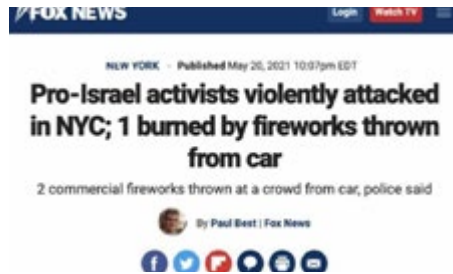 FOX NEWS
Login
Watch TV
NEW YORK · Published May 20, 2021 10:07pm EDT
Pro-Israel activists violently attacked
in NYC; 1 burned by fireworks thrown
from car
2 commercial fireworks thrown at a crowd from car, police said
By Paul Best | Fox News